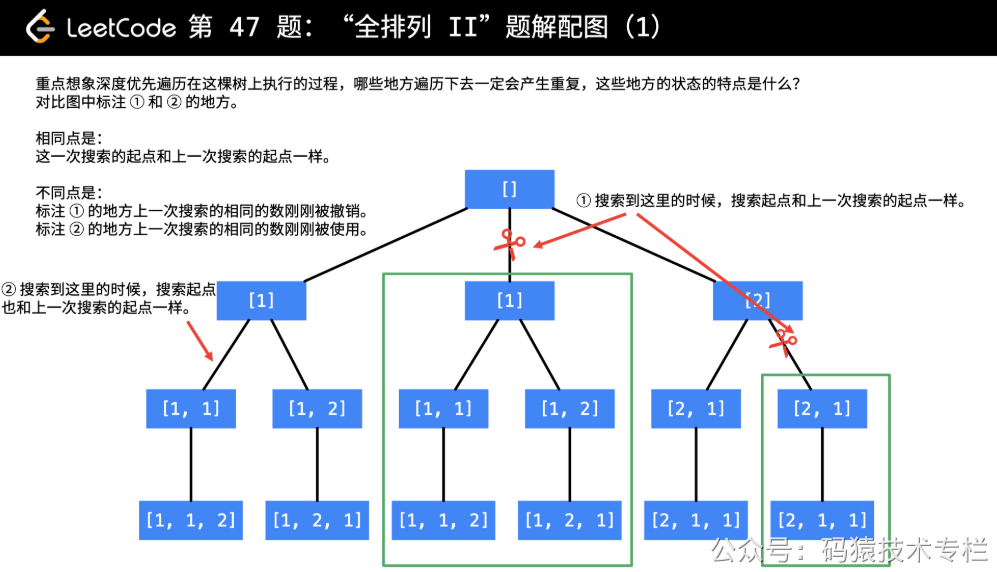 LeetCode 第 47 题：“全排列 II”题解配图（1）
重点想象深度优先遍历在这棵树上执行的过程，哪些地方遍历下去一定会产生重复，这些地方的状态的特点是什么？
对比图中标注 ① 和 ② 的地方。
相同点是：
这一次搜索的起点和上一次搜索的起点一样。
不同点是：
标注 ① 的地方上一次搜索的相同的数刚刚被撤销。
标注 ② 的地方上一次搜索的相同的数刚刚被使用。
[]
① 搜索到这里的时候，搜索起点和上一次搜索的起点一样。
② 搜索到这里的时候，搜索起点
也和上一次搜索的起点一样。
[1]
[1]
[2]
[1, 1]
[1, 2]
[1, 1]
[1, 2]
[2, 1]
[2, 1]
[1, 1, 2]
[1, 2, 1]
[1, 1, 2]
[1, 2, 1]
[2, 1, 1]
[2, 1, 1]
公众号：码猿技术专栏